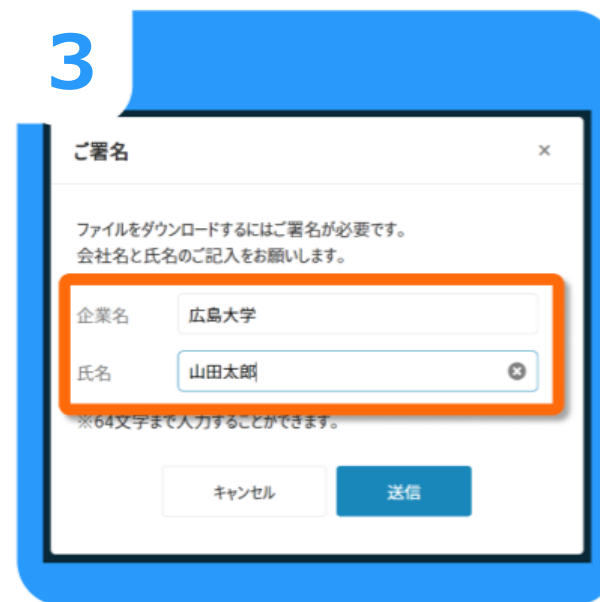 3
ご署名
×
ファイルをダウンロードするにはご署名が必要です。
会社名と氏名のご記入をお願いします。
企業名 広島大学
氏名 山田太郎
※64文字まで入力することができます。
キャンセル 送信